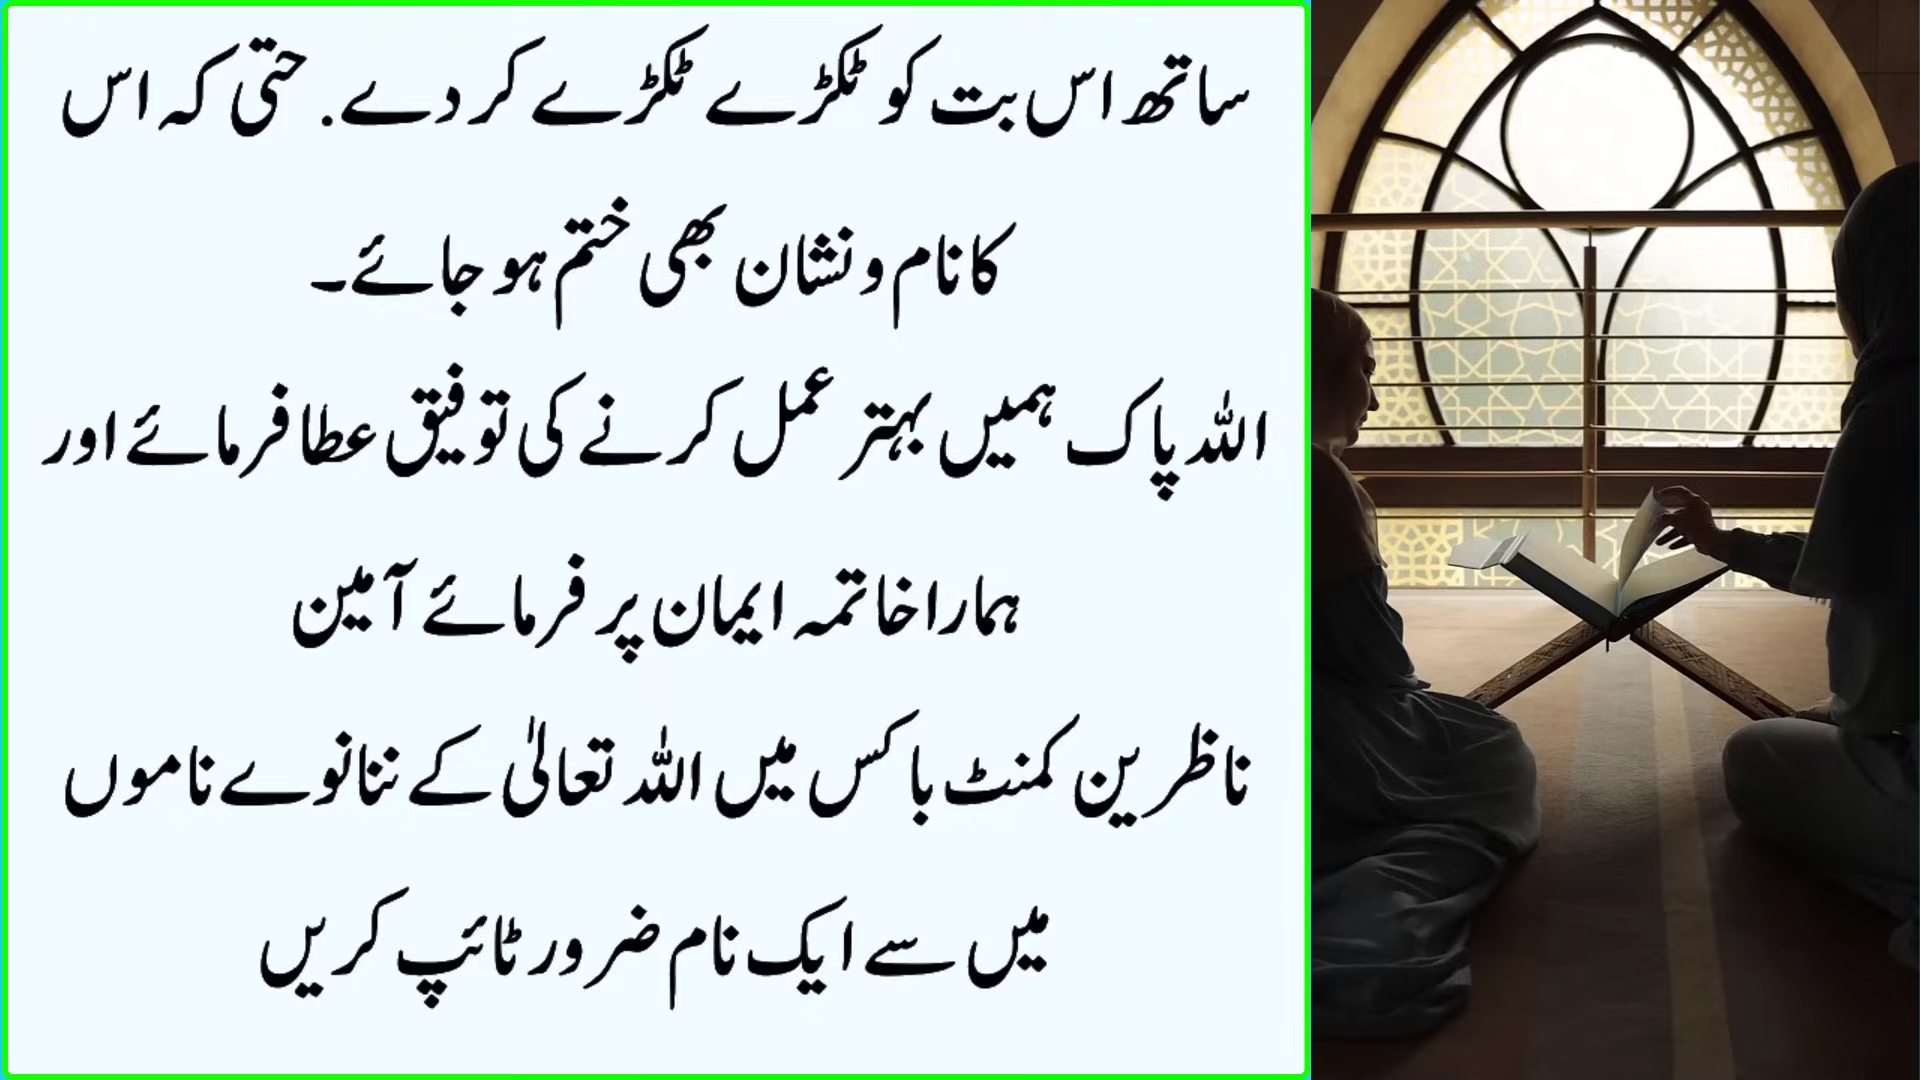 ساتھ اس بت کو ٹکڑے ٹکڑے کر دے. حتی کہ اس
کا نام و نشان بھی ختم ہو جائے۔
اللہ پاک ہمیں بہتر عمل کرنے کی توفیق عطا فرمائے اور
ہمارا خاتمہ ایمان پر فرمائے آمین
ناظرین کمنٹ باکس میں اللہ تعالیٰ کے ننانوے ناموں
میں سے ایک نام ضرور ٹائپ کریں